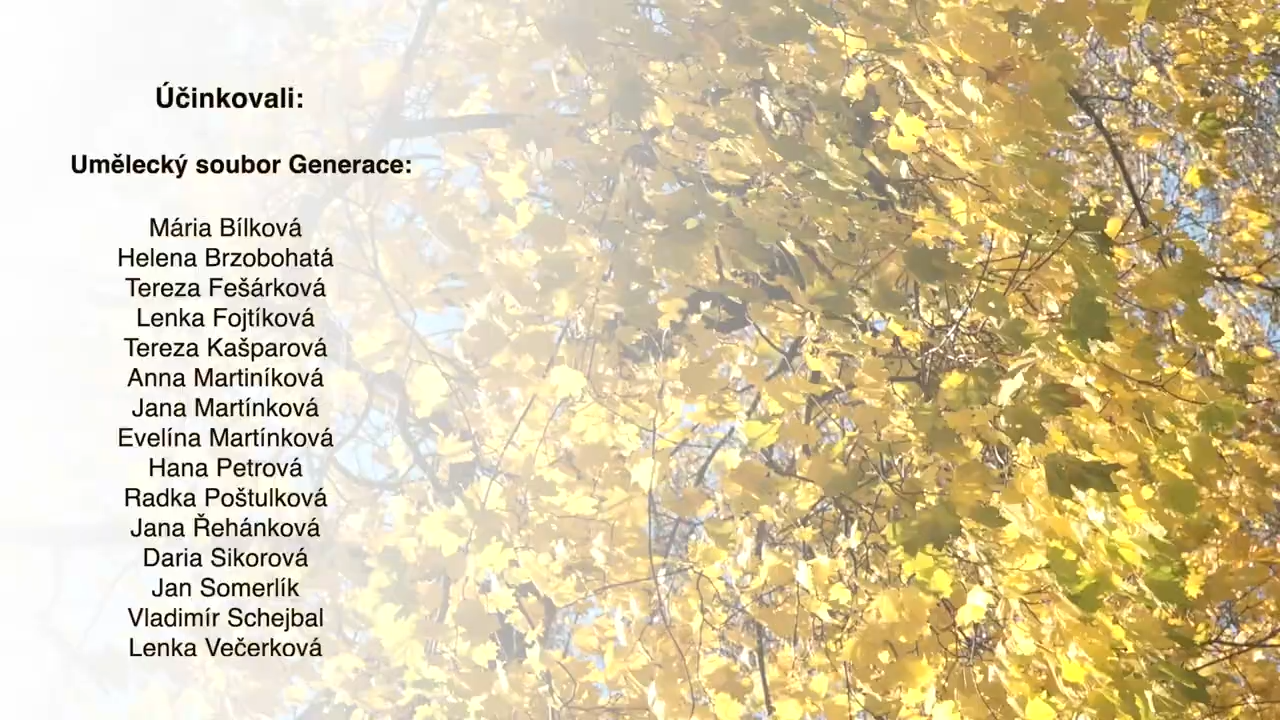 Účinkovali:
Umělecký soubor Generace:
Mária Bílková
Helena Brzobohatá
Tereza Fešárková
Lenka Fojtíková
Tereza Kašparová
Anna Martiníková
Jana Martínková
Evelína Martínková
Hana Petrová
Radka Poštulková
Jana Řehánková
Daria Sikorová
Jan Somerlík
Vladimír Schejbal
Lenka Večerková